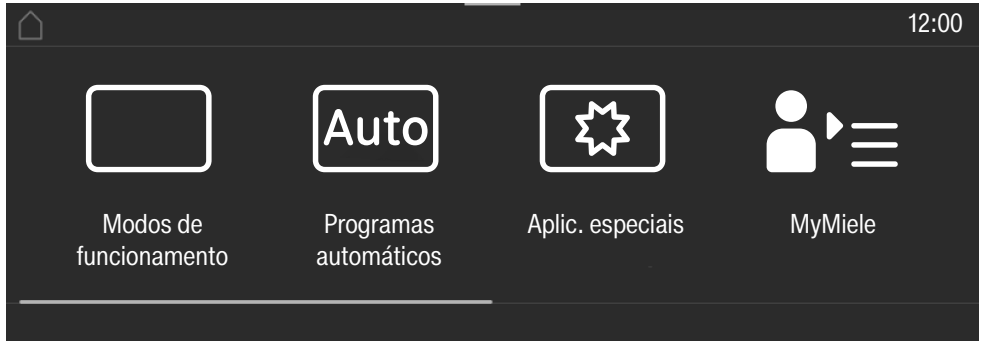 12:00
Auto
Modos de
funcionamento
Programas
automáticos
Aplic. especiais
MyMiele